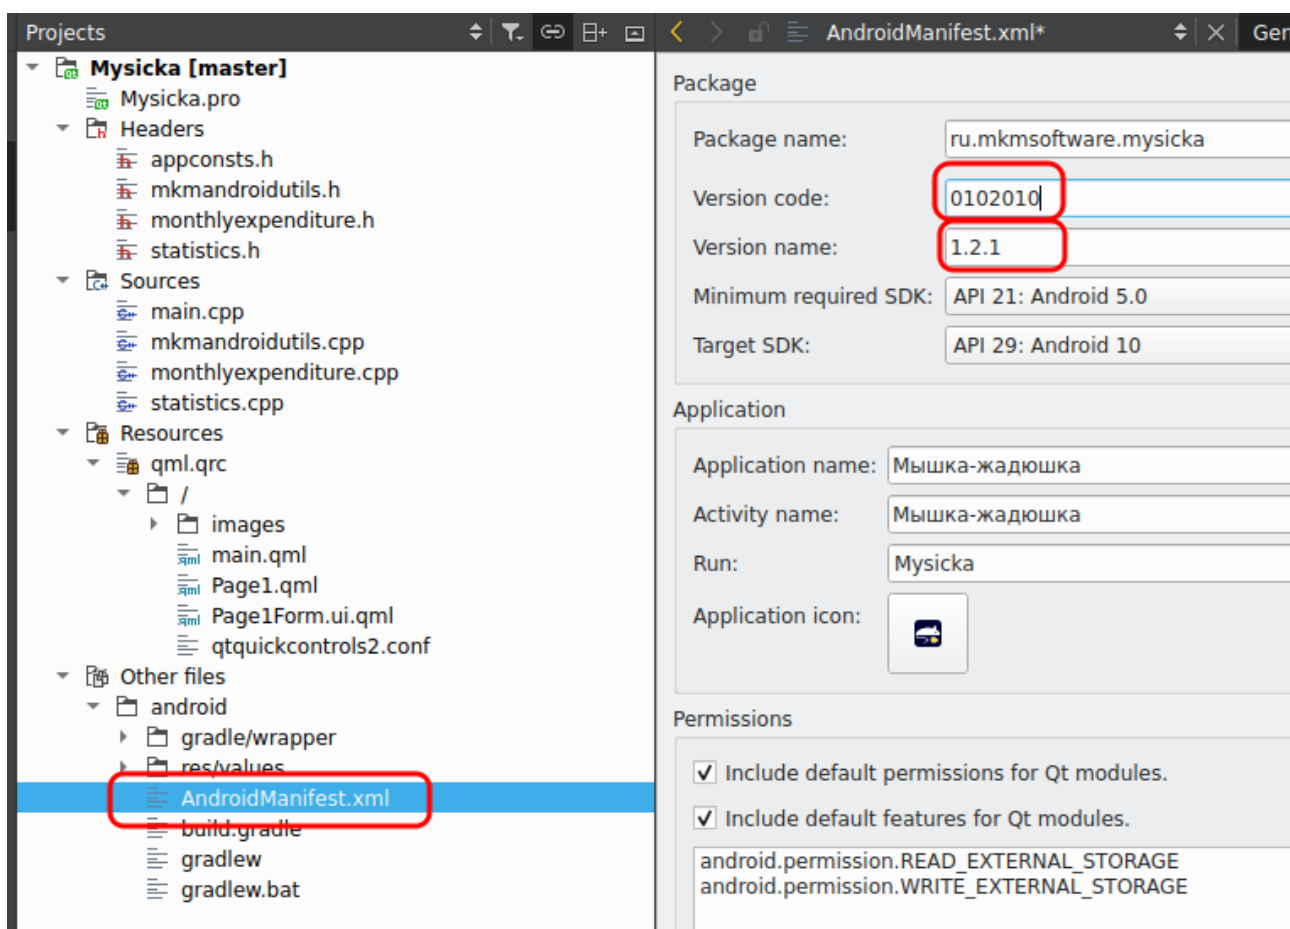 Projects
Mysicka [master]
Mysicka.pro
Headers
appconsts.h
mkmandroidutils.h
monthlyexpenditure.h
statistics.h
Sources
main.cpp
mkmandroidutils.cpp
monthlyexpenditure.cpp
statistics.cpp
Resources
qml.qrc
/
images
main.qml
Page1.qml
Page1Form.ui.qml
qtquickcontrols2.conf
Other files
android
gradle/wrapper
res/values
AndroidManifest.xml
build.gradle
gradlew
gradlew.bat
AndroidManifest.xml*
Package
Package name: ru.mkmsoftware.mysicka
Version code: 0102010
Version name: 1.2.1
Minimum required SDK: API 21: Android 5.0
Target SDK: API 29: Android 10
Application
Application name: Мышка-жадюшка
Activity name: Мышка-жадюшка
Run: Mysicka
Application icon:
Permissions
Include default permissions for Qt modules.
Include default features for Qt modules.
android.permission.READ_EXTERNAL_STORAGE
android.permission.WRITE_EXTERNAL_STORAGE